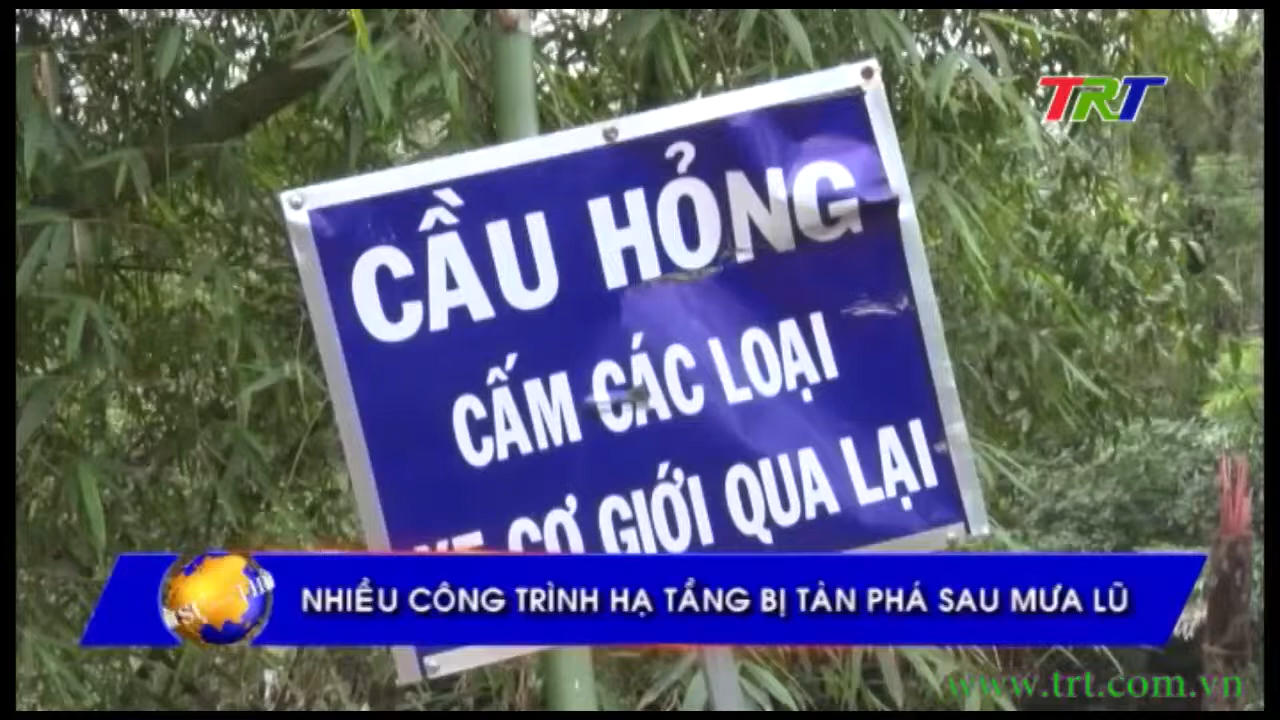 TRT
CẦU HỎNG
CẤM CÁC LOẠI
XE CƠ GIỚI QUA LẠI
NHIỀU CÔNG TRÌNH HẠ TẦNG BỊ TÀN PHÁ SAU MƯA LŨ
www.trt.com.vn